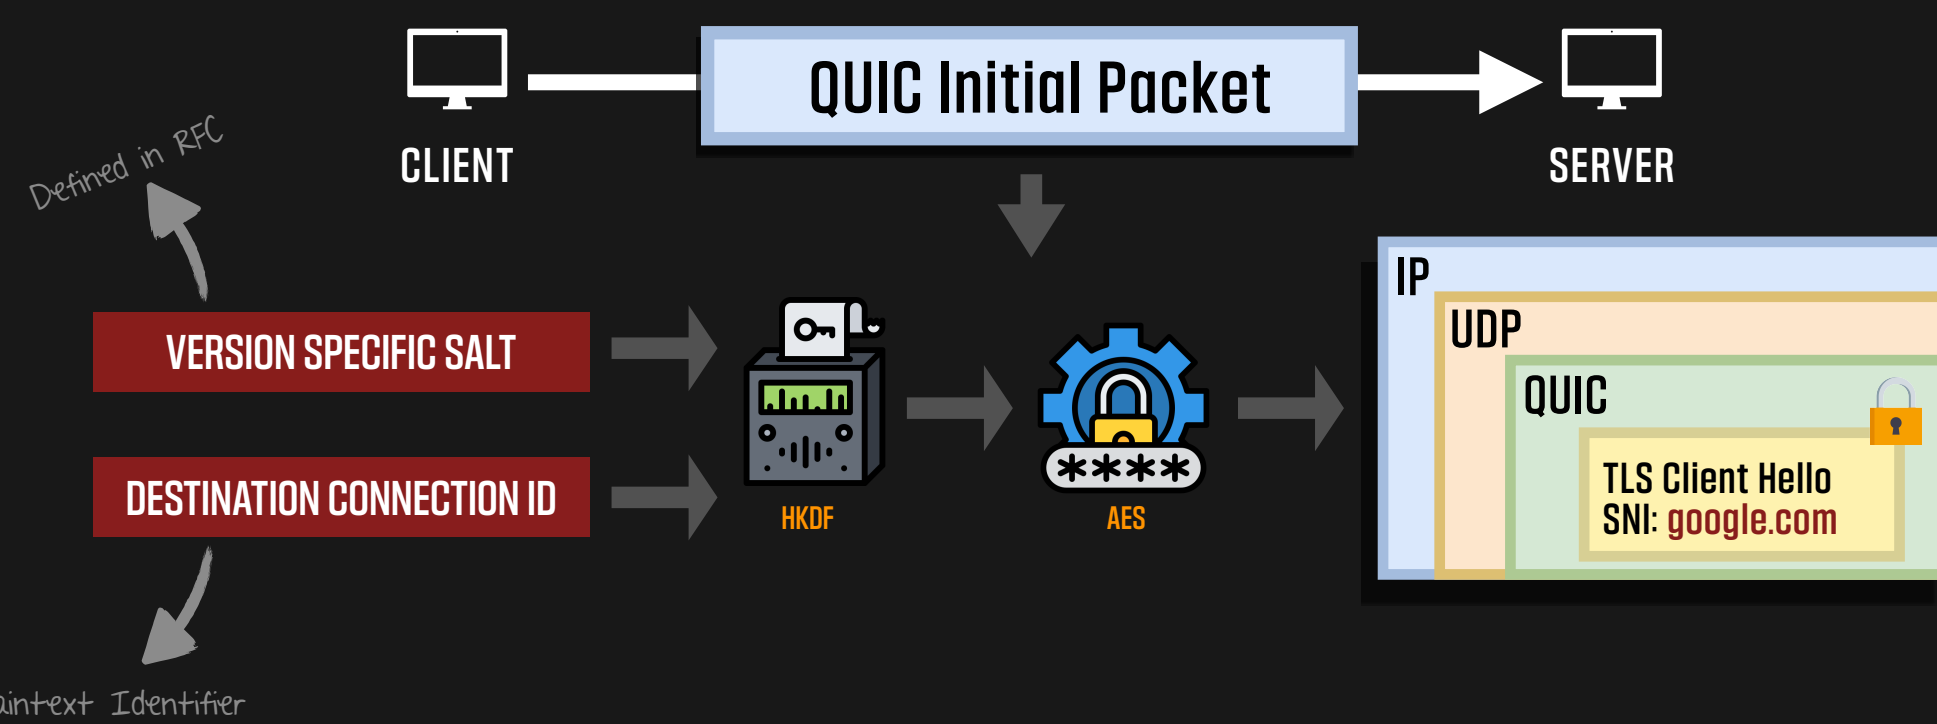 QUIC Initial Packet
CLIENT
SERVER
Defined in RFC
VERSION SPECIFIC SALT
DESTINATION CONNECTION ID
HKDF
****
AES
IP
UDP
QUIC
TLS Client Hello
SNI: google.com
Identifier